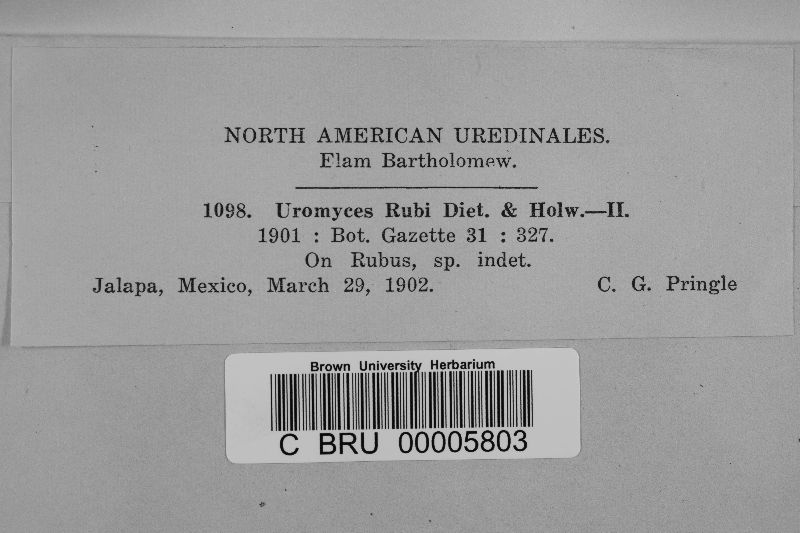 NORTH AMERICAN UREDINALES.
Elam Bartholomew.
1098. Uromyces Rubi Diet. & Holw.—II.
1901 : Bot. Gazette 31 : 327.
On Rubus, sp. indet.
Jalapa, Mexico, March 29, 1902. C. G. Pringle
Brown University Herbarium
C BRU 00005803